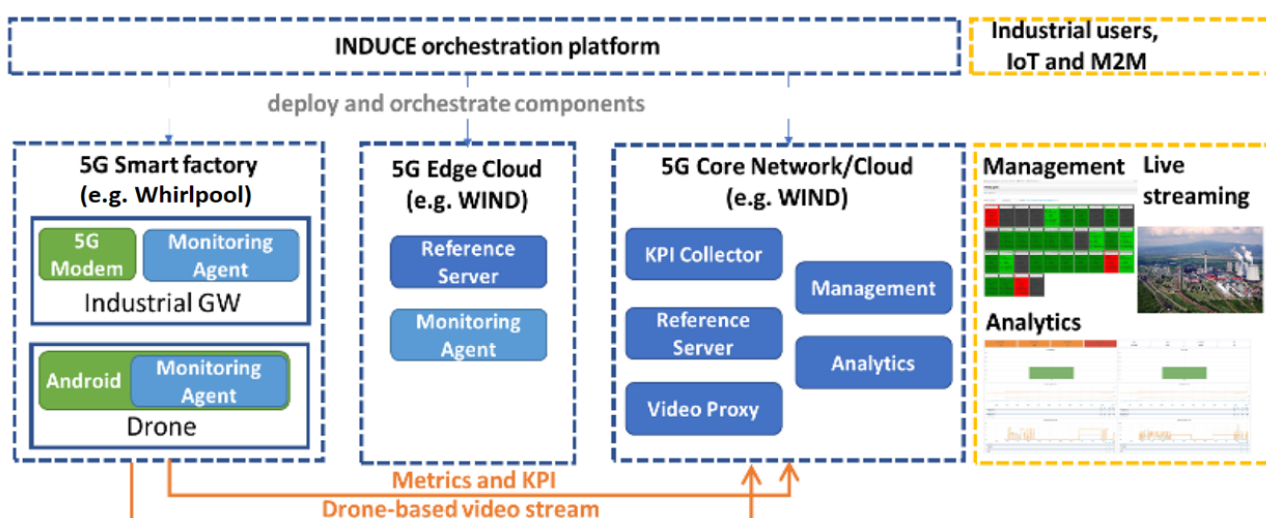 INDUCE orchestration platform
Industrial users,
IoT and M2M
deploy and orchestrate components
5G Smart factory
(e.g. Whirlpool)
5G
Modem
Monitoring
Agent
Industrial GW
Android
Monitoring
Agent
Drone
5G Edge Cloud
(e.g. WIND)
Reference
Server
Monitoring
Agent
5G Core Network/Cloud
(e.g. WIND)
KPI Collector
Reference
Server
Video Proxy
Management
Analytics
Management
Live
streaming
Analytics
Metrics and KPI
Drone-based video stream